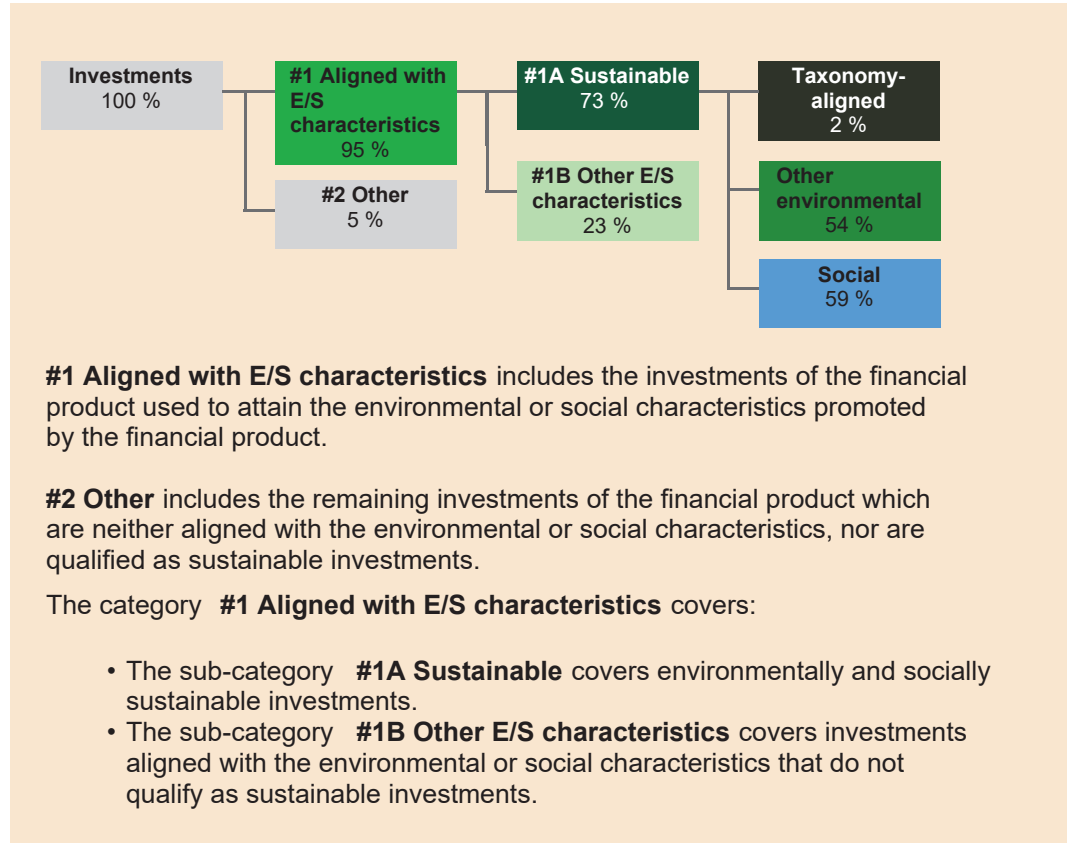 Investments
100 %
#1 Aligned with
E/S
characteristics
95 %
#2 Other
5 %
#1A Sustainable
73 %
#1B Other E/S
characteristics
23 %
Taxonomy-
aligned
2 %
Other
environmental
54 %
Social
59 %
#1 Aligned with E/S characteristics includes the investments of the financial
product used to attain the environmental or social characteristics promoted
by the financial product.
#2 Other includes the remaining investments of the financial product which
are neither aligned with the environmental or social characteristics, nor are
qualified as sustainable investments.
The category #1 Aligned with E/S characteristics covers:
• The sub-category #1A Sustainable covers environmentally and socially
sustainable investments.
• The sub-category #1B Other E/S characteristics covers investments
aligned with the environmental or social characteristics that do not
qualify as sustainable investments.